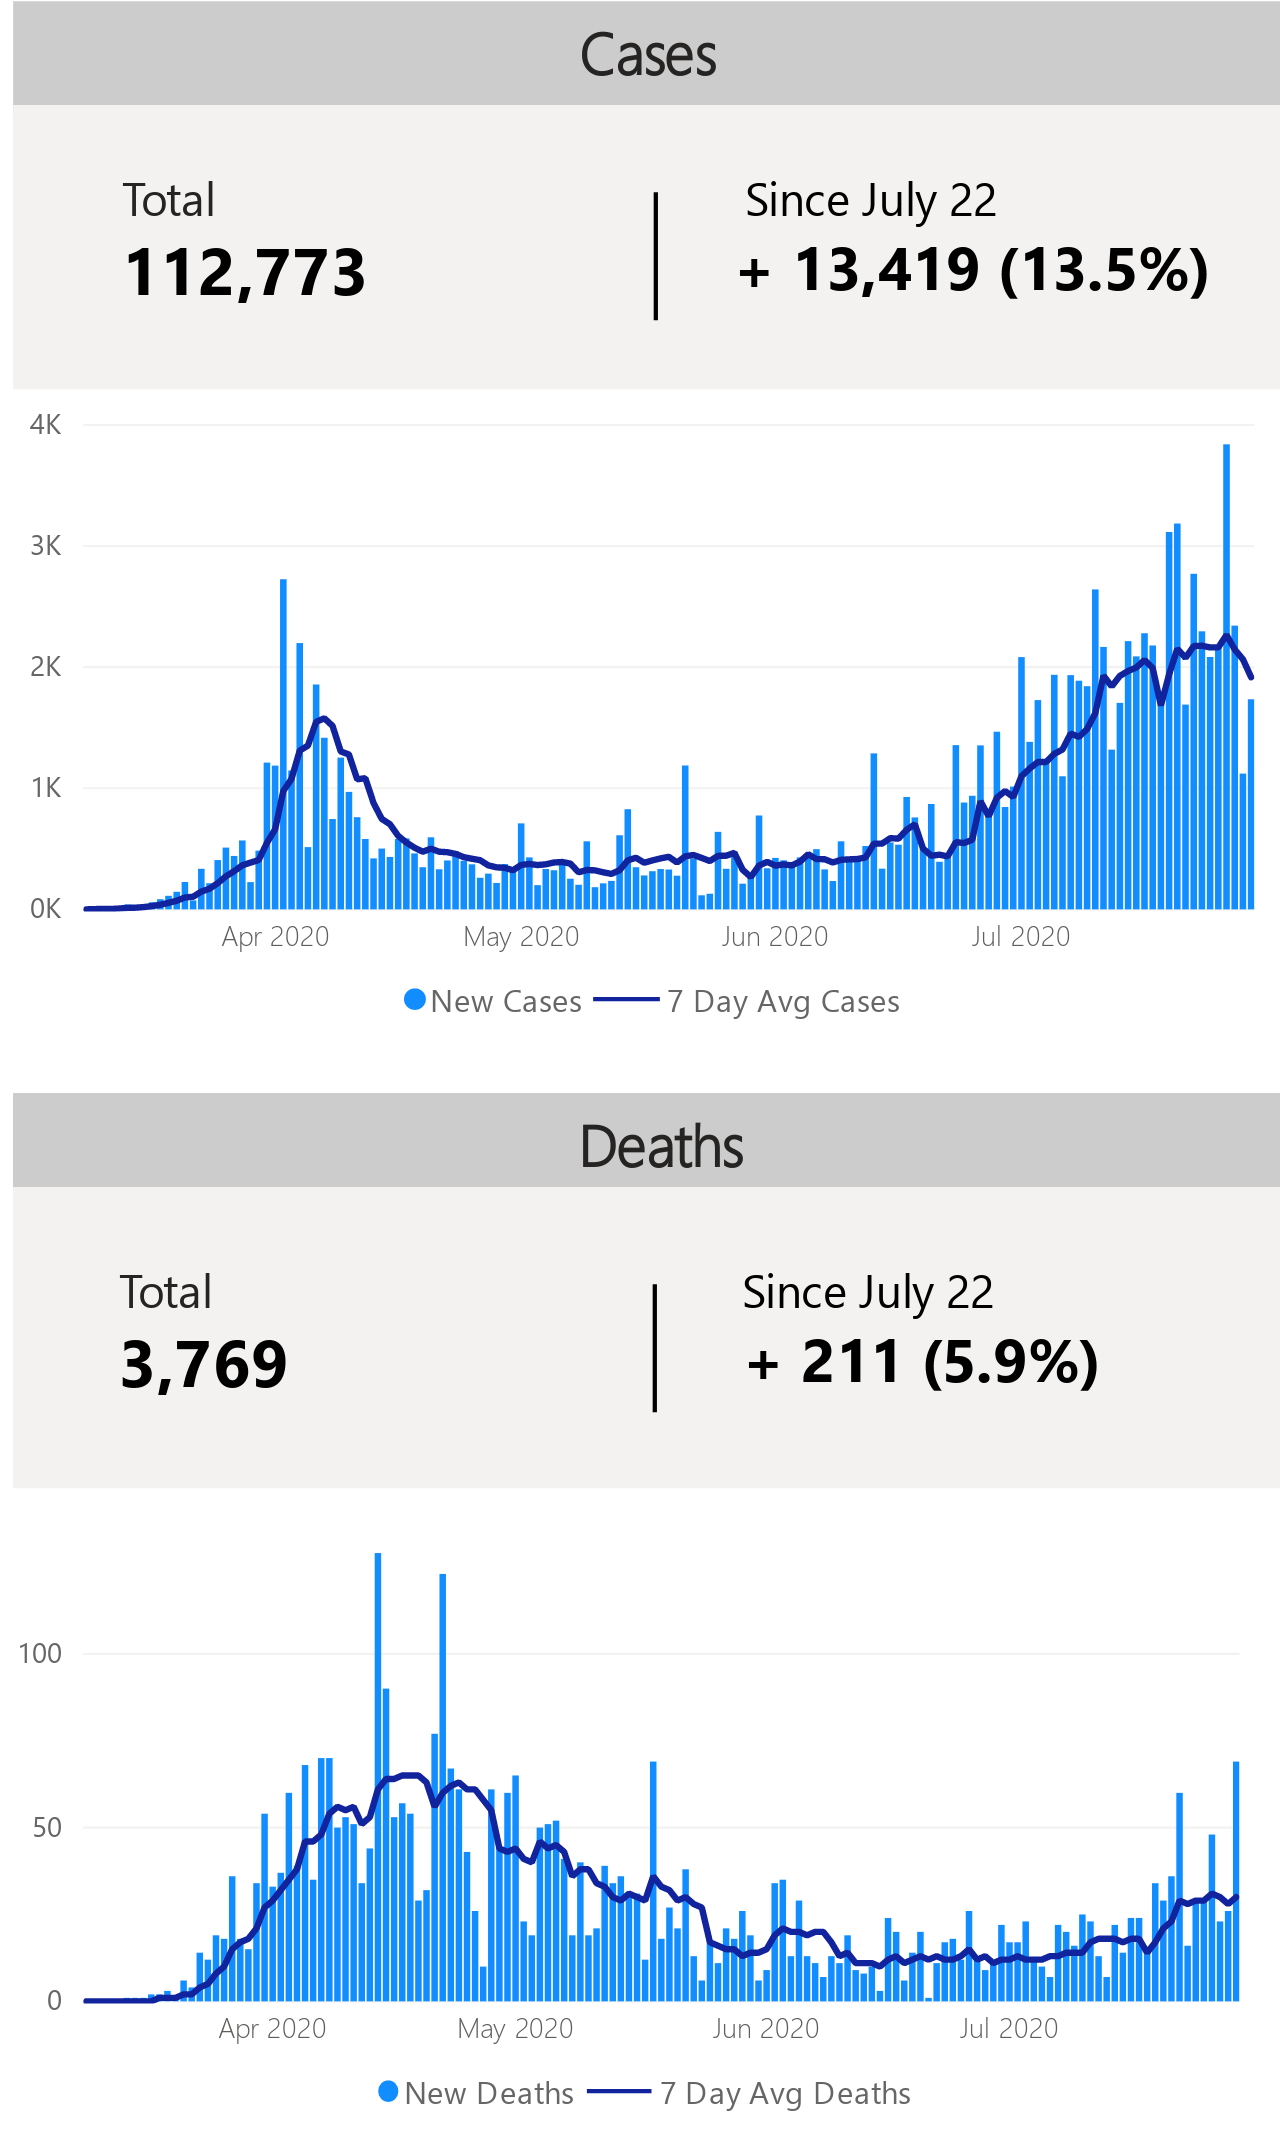 Cases
Total
Since July 22
112,773
+ 13,419 (13.5%)
4K
3K
2K
1K
0K
Apr 2020
May 2020
Jun 2020
Jul 2020
New Cases
7 Day Avg Cases
Deaths
Total
Since July 22
3,769
+ 211 (5.9%)
100
50
0
Apr 2020
May 2020
Jun 2020
Jul 2020
New Deaths
7 Day Avg Deaths